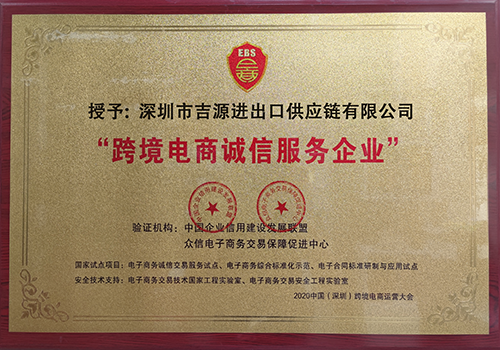 EBS
授予：深圳市吉源进出口供应链有限公司
“跨境电商诚信服务企业”
验证机构：中国企业信用建设发展联盟
众信电子商务交易保障促进中心
国家试点项目：电子商务诚信交易服务试点、电子商务综合标准化示范、电子合同标准研制与应用试点
安全技术支持：电子商务交易技术国家工程实验室、电子商务交易安全工程实验室
2020中国（深圳）跨境电商运营大会